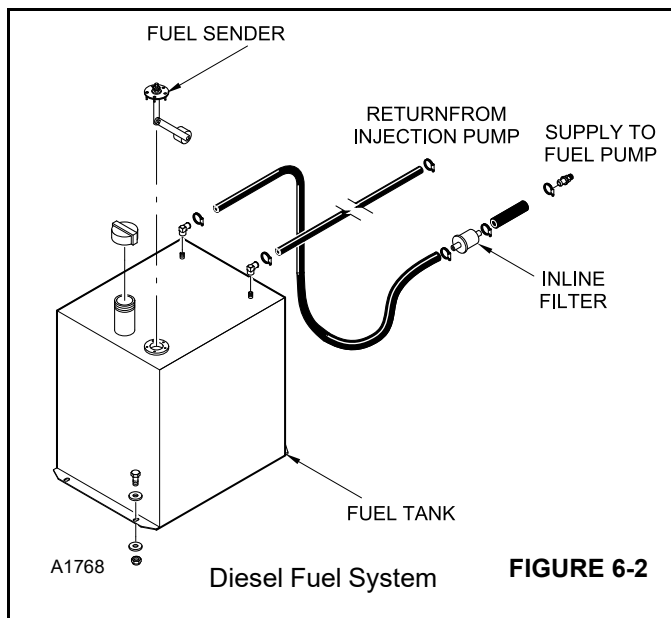 FUEL SENDER
RETURNFROM
INJECTION PUMP
SUPPLY TO
FUEL PUMP
INLINE
FILTER
FUEL TANK
A1768
Diesel Fuel System
FIGURE 6-2